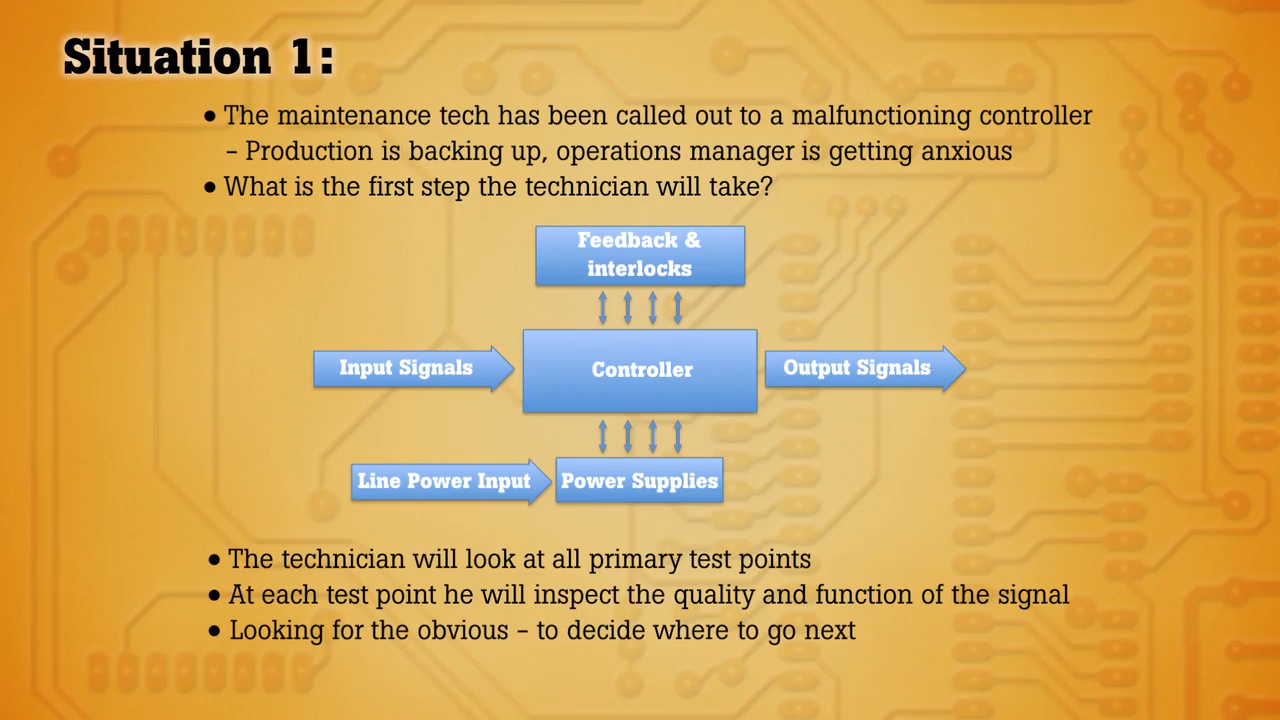 Situation 1:
• The maintenance tech has been called out to a malfunctioning controller
– Production is backing up, operations manager is getting anxious
• What is the first step the technician will take?
Feedback &
interlocks
Input Signals
Controller
Output Signals
Line Power Input
Power Supplies
• The technician will look at all primary test points
• At each test point he will inspect the quality and function of the signal
• Looking for the obvious – to decide where to go next